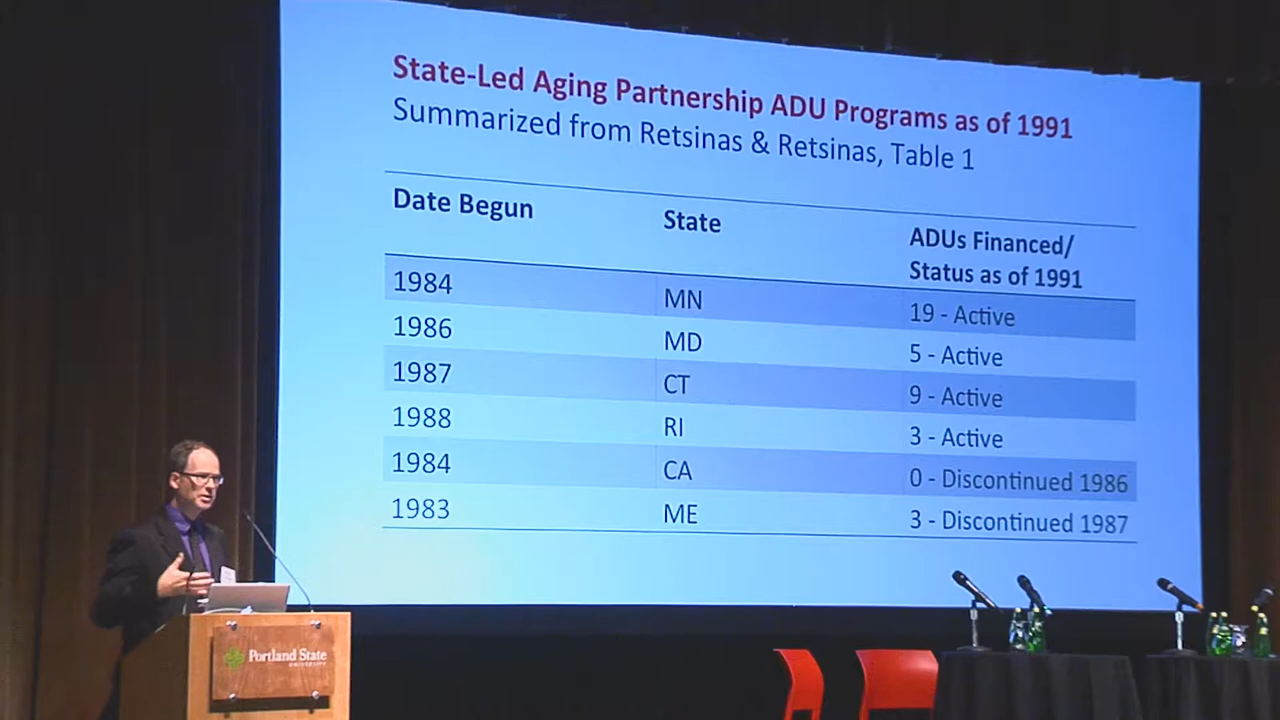 State-Led Aging Partnership ADU Programs as of 1991
Summarized from Retsinas & Retsinas, Table 1
Date Begun State ADUs Financed/
Status as of 1991
1984 MN 19 - Active
1986 MD 5 - Active
1987 CT 9 - Active
1988 RI 3 - Active
1984 CA 0 - Discontinued 1986
1983 ME 3 - Discontinued 1987
Portland State
UNIVERSITY